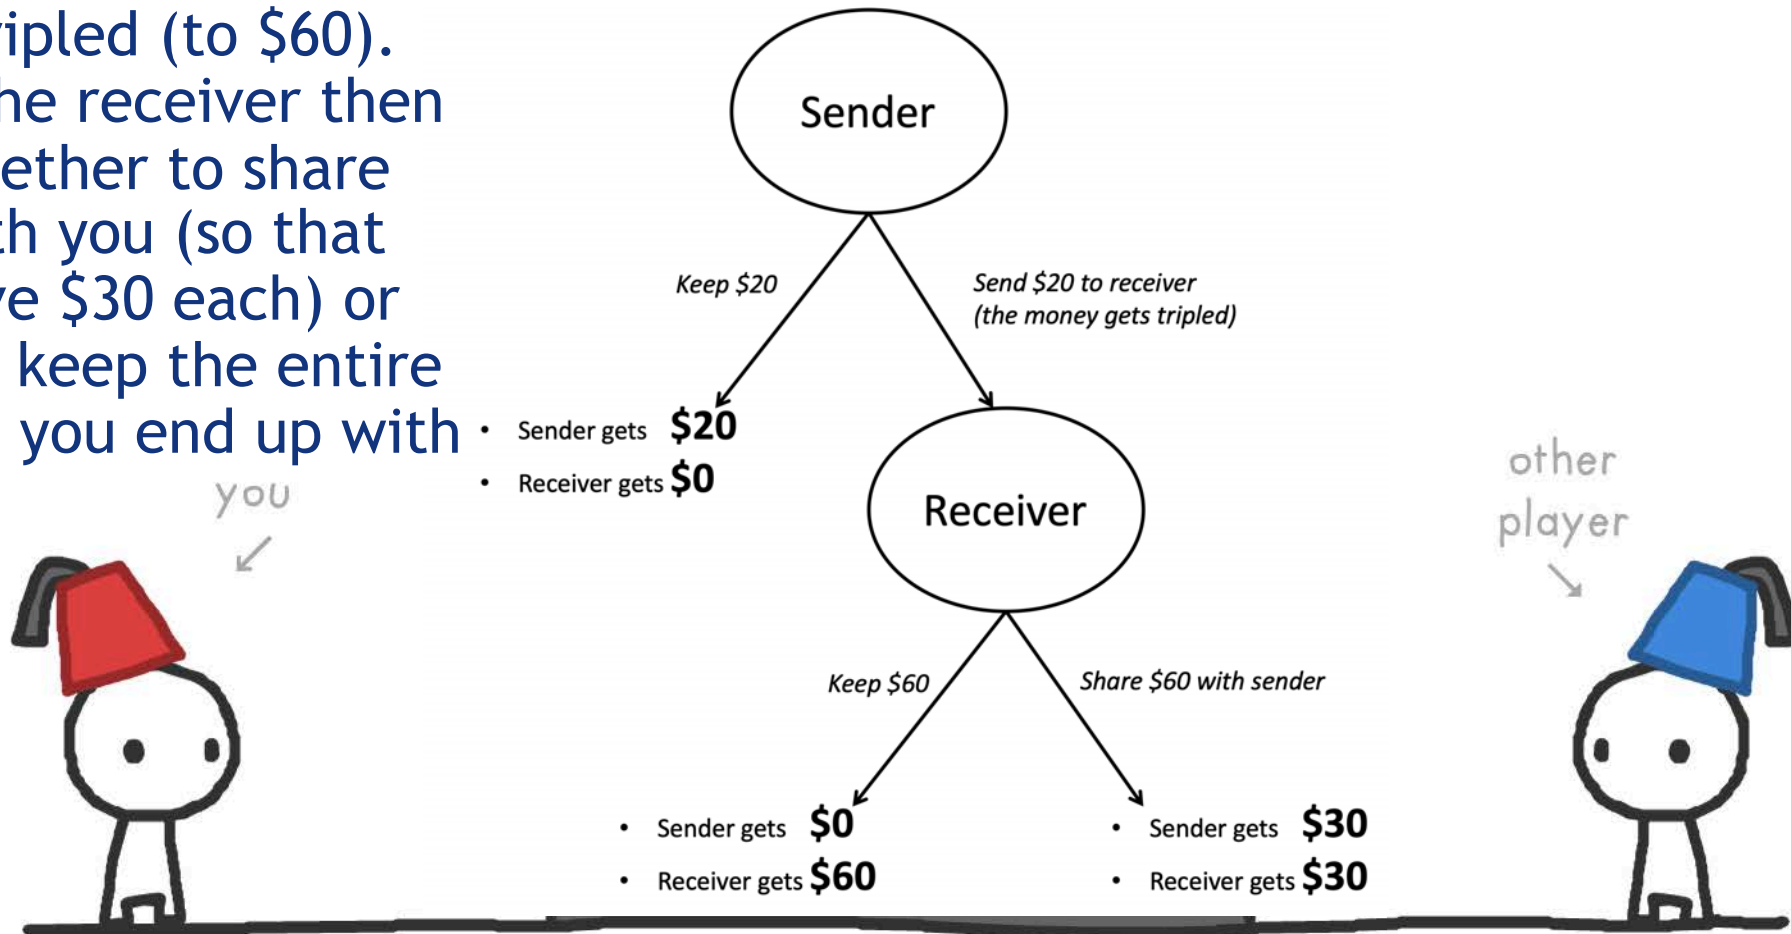 ripled (to $60).
he receiver then
ether to share
th you (so that
ve $30 each) or
keep the entire
you end up with
you
Sender
Keep $20
Send $20 to receiver
(the money gets tripled)
• Sender gets $20
• Receiver gets $0
Receiver
other
player
Keep $60
Share $60 with sender
• Sender gets $0
• Receiver gets $60
• Sender gets $30
• Receiver gets $30